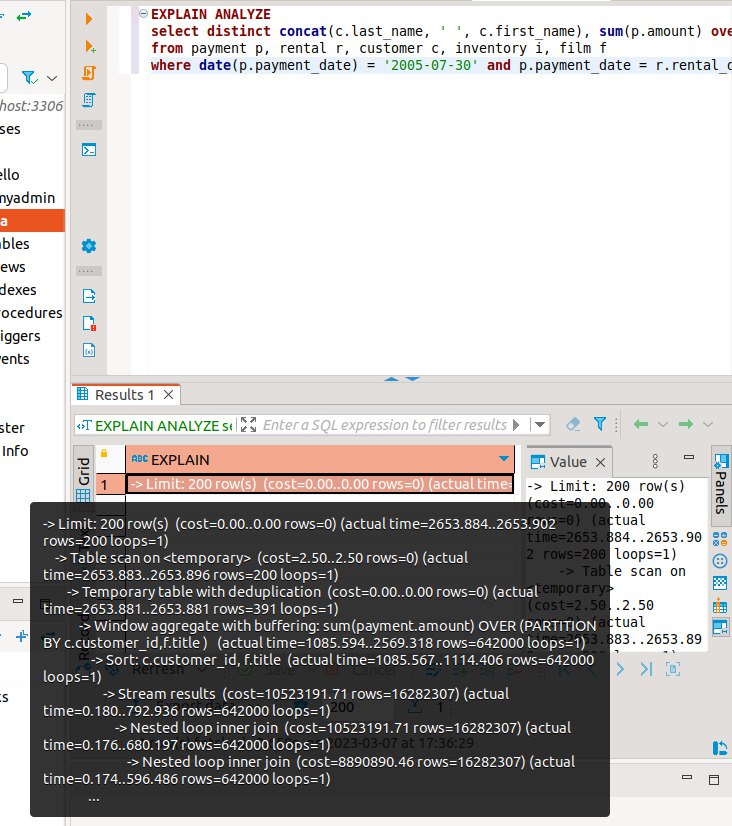 EXPLAIN ANALYZE
select distinct concat(c.last_name, ' ', c.first_name), sum(p.amount) ove
from payment p, rental r, customer c, inventory i, film f
where date(p.payment_date) = '2005-07-30' and p.payment_date = r.rental_d
host:3306
ses
ello
myadmin
a
bles
ews
dexes
rocedures
iggers
vents
ster
Info
Results 1
EXPLAIN ANALYZE se
Enter a SQL expression to filter results
Grid
ABC EXPLAIN
1
-> Limit: 200 row(s) (cost=0.00..0.00 rows=0) (actual time=
Value
Panels
-> Limit: 200 row(s)
(cost=0.00..0.00
rows=0) (actual
time=2653.884..2653.90
2 rows=200 loops=1)
-> Table scan on
<temporary>
(cost=2.50..2.50
rows=0) (actual
time=2653.883..2653.89
-> Limit: 200 row(s) (cost=0.00..0.00 rows=0) (actual time=2653.884..2653.902
rows=200 loops=1)
-> Table scan on <temporary> (cost=2.50..2.50 rows=0) (actual
time=2653.883..2653.896 rows=200 loops=1)
-> Temporary table with deduplication (cost=0.00..0.00 rows=0) (actual
time=2653.881..2653.881 rows=391 loops=1)
-> Window aggregate with buffering: sum(payment.amount) OVER (PARTITION
BY c.customer_id,f.title ) (actual time=1085.594..2569.318 rows=642000 loops=1)
-> Sort: c.customer_id, f.title (actual time=1085.567..1114.406 rows=642000
loops=1)
-> Stream results (cost=10523191.71 rows=16282307) (actual
time=0.180..792.936 rows=642000 loops=1)
-> Nested loop inner join (cost=10523191.71 rows=16282307) (actual
time=0.176..680.197 rows=642000 loops=1)
-> Nested loop inner join (cost=8890890.46 rows=16282307) (actual
time=0.174..596.486 rows=642000 loops=1)
...
Refresh
Save
Cancel
200
1
2023-03-07 at 17:36:29